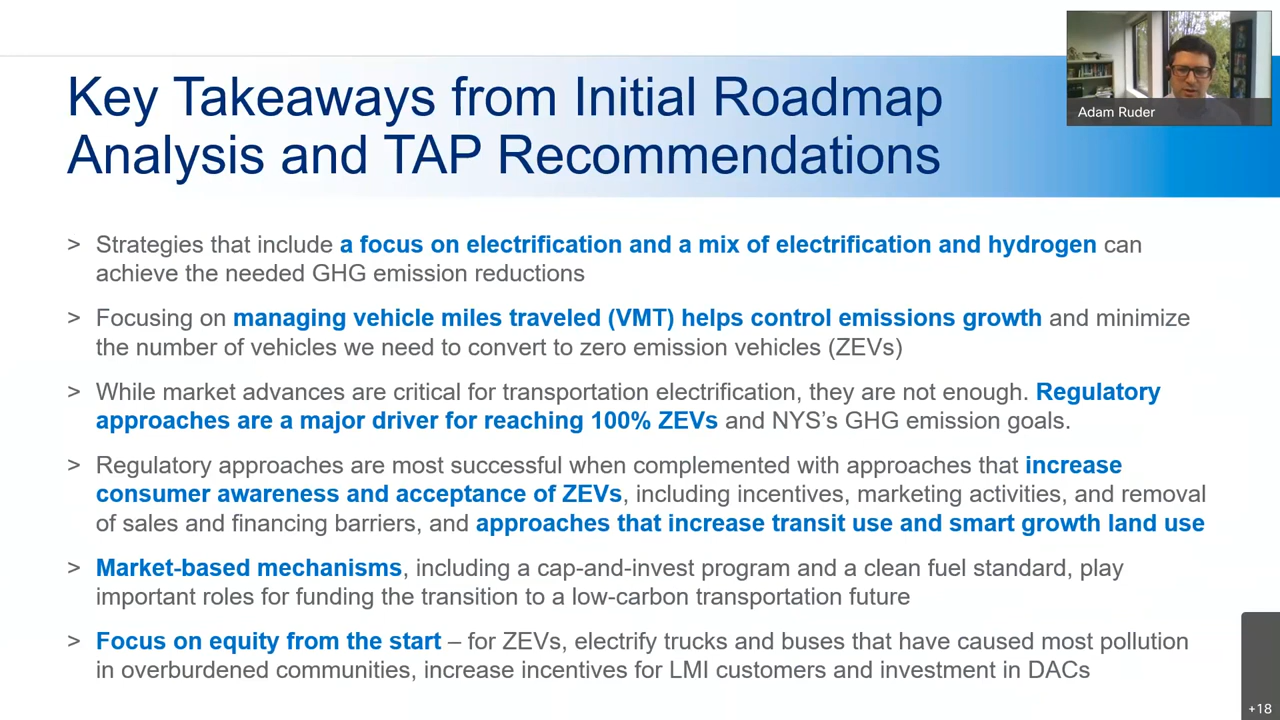 Key Takeaways from Initial Roadmap
Analysis and TAP Recommendations
Adam Ruder
> Strategies that include a focus on electrification and a mix of electrification and hydrogen can
achieve the needed GHG emission reductions
> Focusing on managing vehicle miles traveled (VMT) helps control emissions growth and minimize
the number of vehicles we need to convert to zero emission vehicles (ZEVs)
> While market advances are critical for transportation electrification, they are not enough. Regulatory
approaches are a major driver for reaching 100% ZEVs and NYS’s GHG emission goals.
> Regulatory approaches are most successful when complemented with approaches that increase
consumer awareness and acceptance of ZEVs, including incentives, marketing activities, and removal
of sales and financing barriers, and approaches that increase transit use and smart growth land use
> Market-based mechanisms, including a cap-and-invest program and a clean fuel standard, play
important roles for funding the transition to a low-carbon transportation future
> Focus on equity from the start – for ZEVs, electrify trucks and buses that have caused most pollution
in overburdened communities, increase incentives for LMI customers and investment in DACs
+18